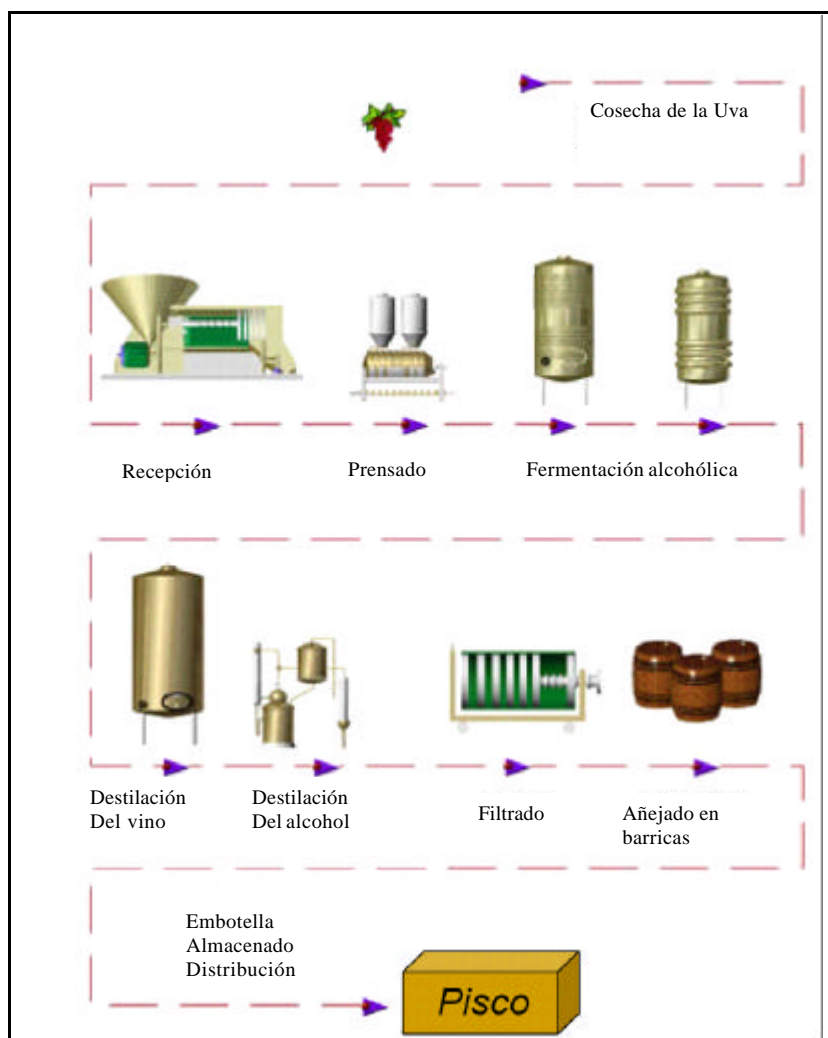 Cosecha de la Uva
Recepción
Prensado
Fermentación alcohólica
Destilación
Del vino
Destilación
Del alcohol
Filtrado
Añejado en
barricas
Embotella
Almacenado
Distribución
Pisco